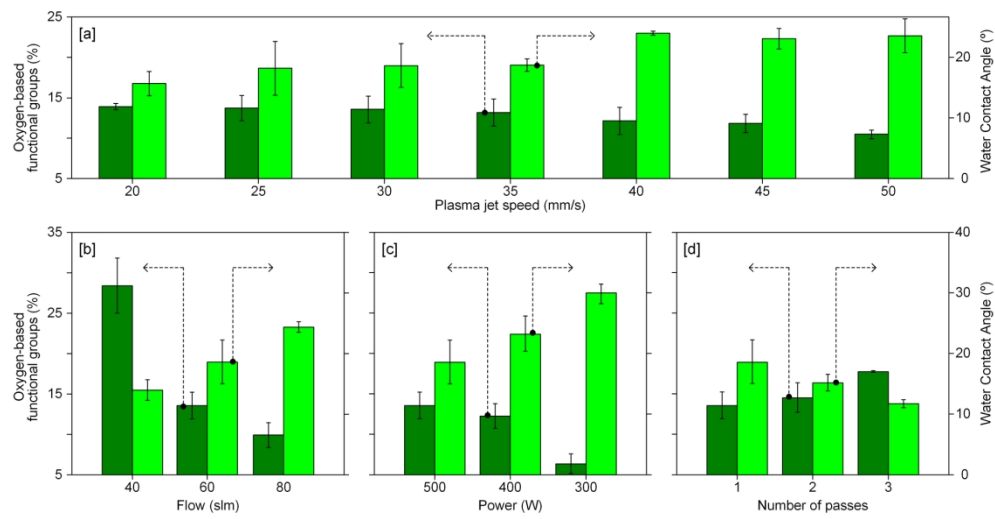 [a]
25
15
5
Oxygen-based
functional groups (%)
20
10
0
Water Contact Angle (º)
20 25 30 35 40 45 50
Plasma jet speed (mm/s)
[b]
35
25
15
5
Oxygen-based
functional groups (%)
40 60 80
Flow (slm)
[c]
500 400 300
Power (W)
[d]
40
30
20
10
0
Water Contact Angle (º)
1 2 3
Number of passes